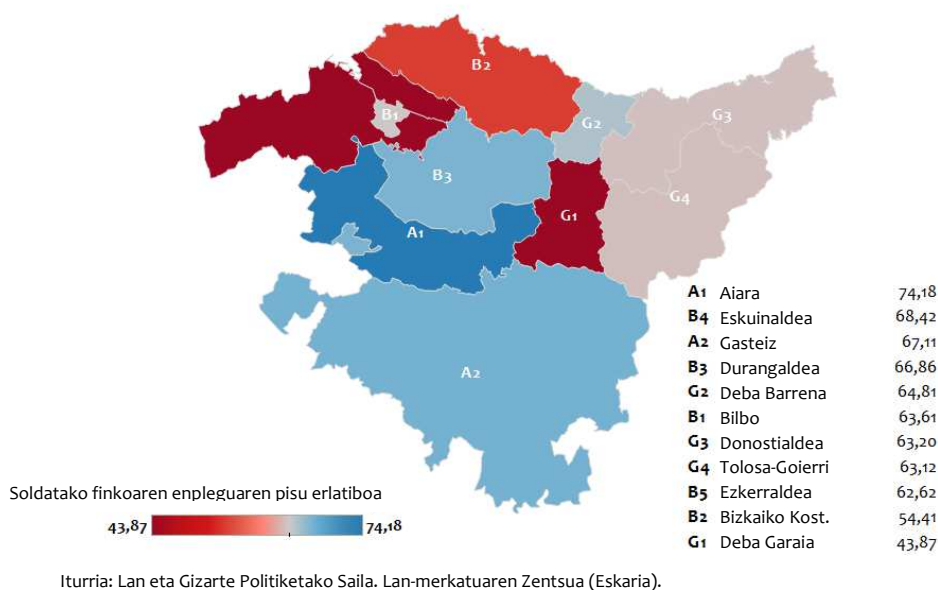 B2
B1
G2
G3
B3
G4
G1
A1
A2
A1 Aiara 74,18
B4 Eskuinaldea 68,42
A2 Gasteiz 67,11
B3 Durangaldea 66,86
G2 Deba Barrena 64,81
B1 Bilbo 63,61
G3 Donostialdea 63,20
G4 Tolosa-Goierri 63,12
B5 Ezkerraldea 62,62
B2 Bizkaiko Kost. 54,41
G1 Deba Garaia 43,87
Soldatako finkoaren enpleguaren pisu erlatiboa
43,87 74,18
Iturria: Lan eta Gizarte Politiketako Saila. Lan-merkatuaren Zentsua (Eskaria).